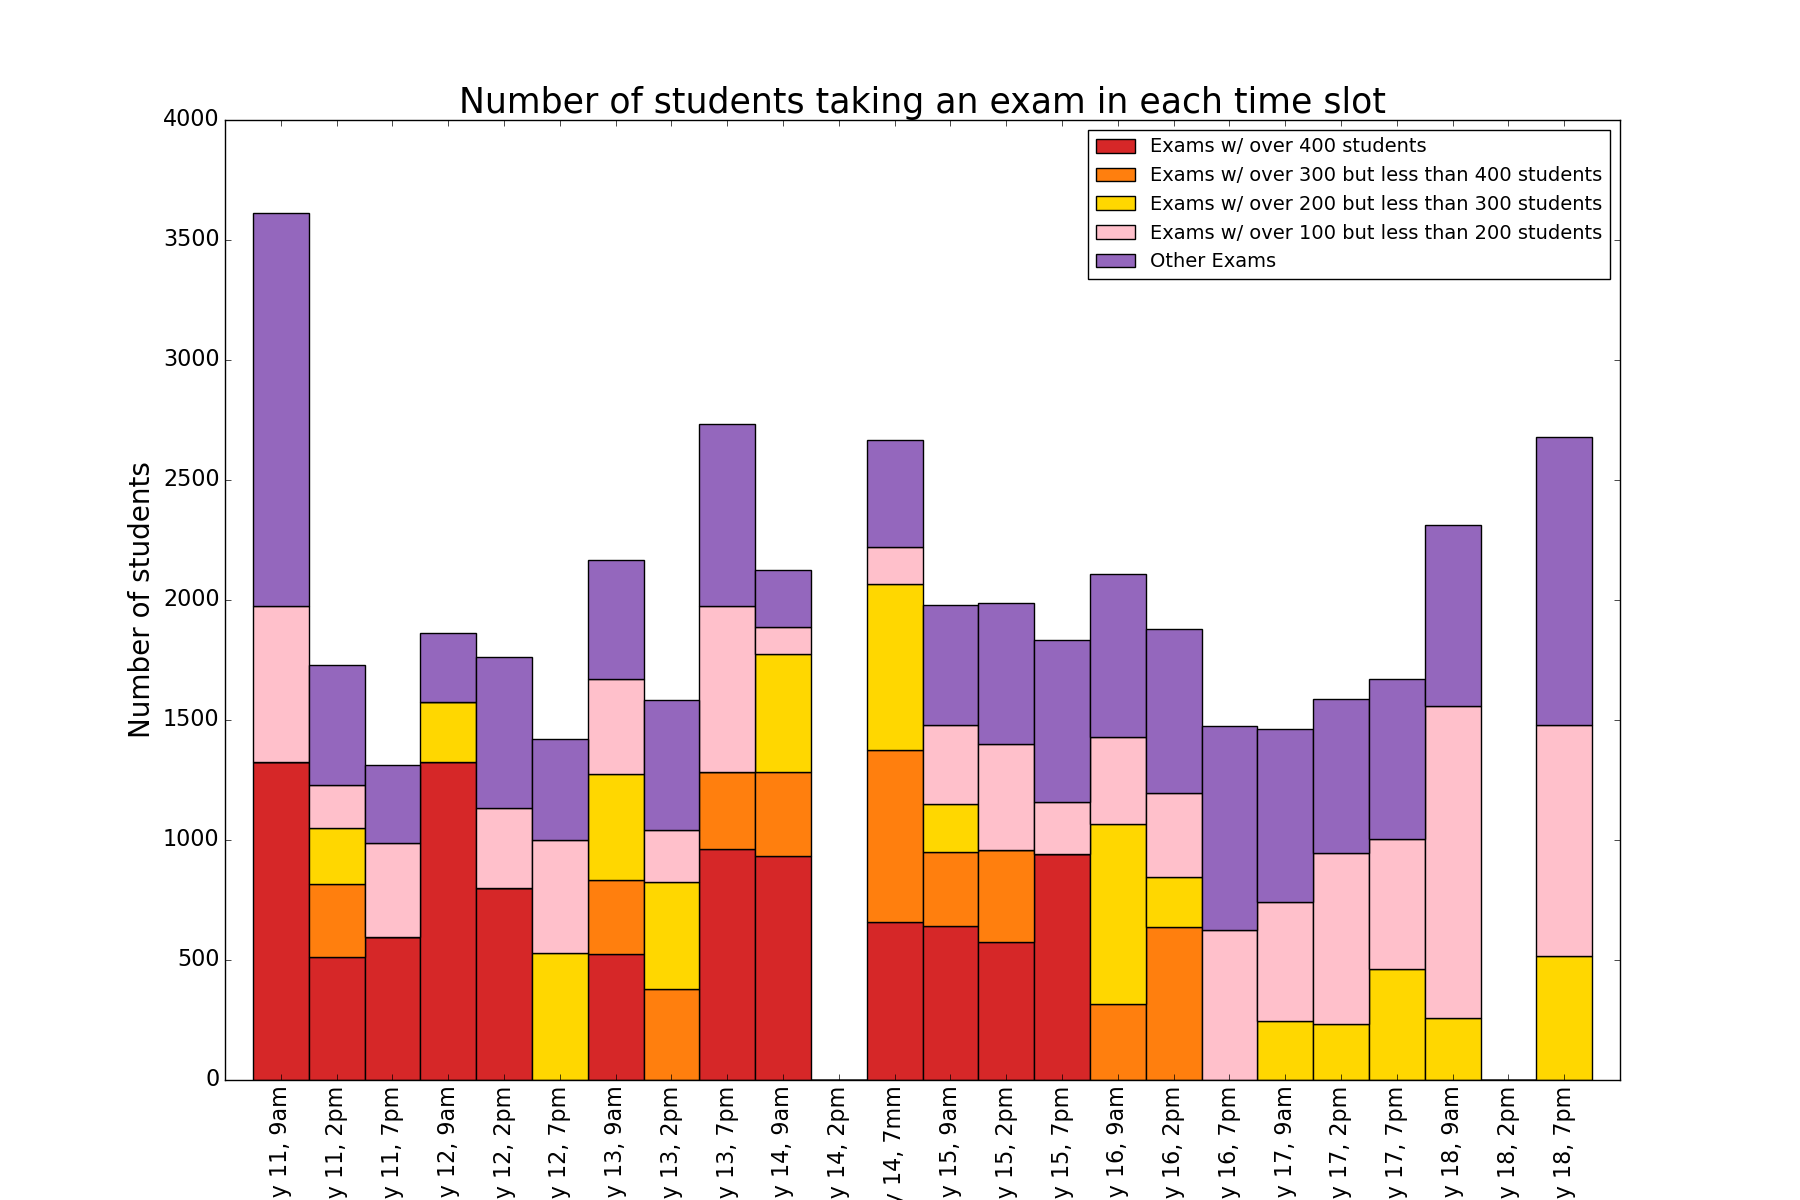 Number of students taking an exam in each time slot
Number of students
4000
3500
3000
2500
2000
1500
1000
500
0
Exams w/ over 400 students
Exams w/ over 300 but less than 400 students
Exams w/ over 200 but less than 300 students
Exams w/ over 100 but less than 200 students
Other Exams
y 11, 9am
y 11, 2pm
y 11, 7pm
y 12, 9am
y 12, 2pm
y 12, 7pm
y 13, 9am
y 13, 2pm
y 13, 7pm
y 14, 9am
y 14, 2pm
y 14, 7mm
y 15, 9am
y 15, 2pm
y 15, 7pm
y 16, 9am
y 16, 2pm
y 16, 7pm
y 17, 9am
y 17, 2pm
y 17, 7pm
y 18, 9am
y 18, 2pm
y 18, 7pm